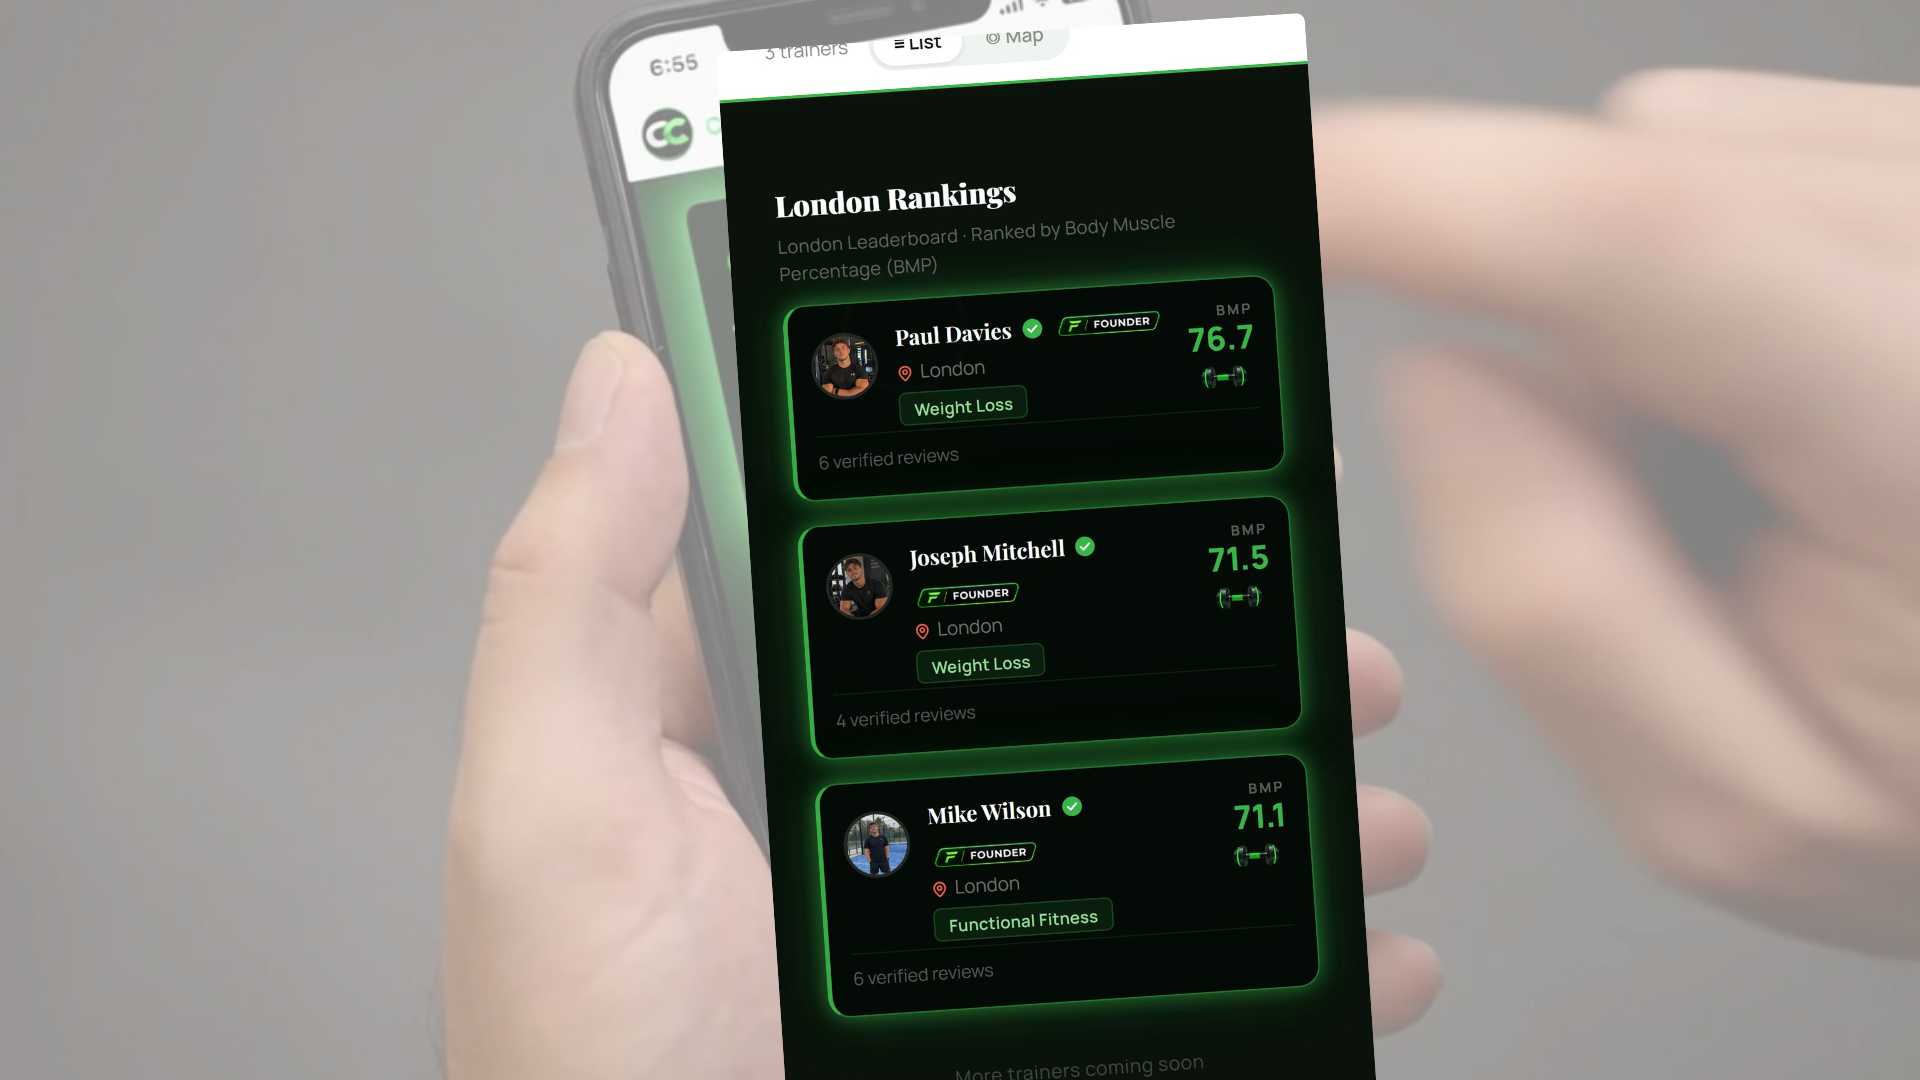 6:55
3 trainers
List
Map
CC
London Rankings
London Leaderboard · Ranked by Body Muscle
Percentage (BMP)
Paul Davies
FOUNDER
BMP
76.7
London
Weight Loss
6 verified reviews
Joseph Mitchell
BMP
71.5
FOUNDER
London
Weight Loss
4 verified reviews
Mike Wilson
BMP
71.1
FOUNDER
London
Functional Fitness
6 verified reviews
More trainers coming soon